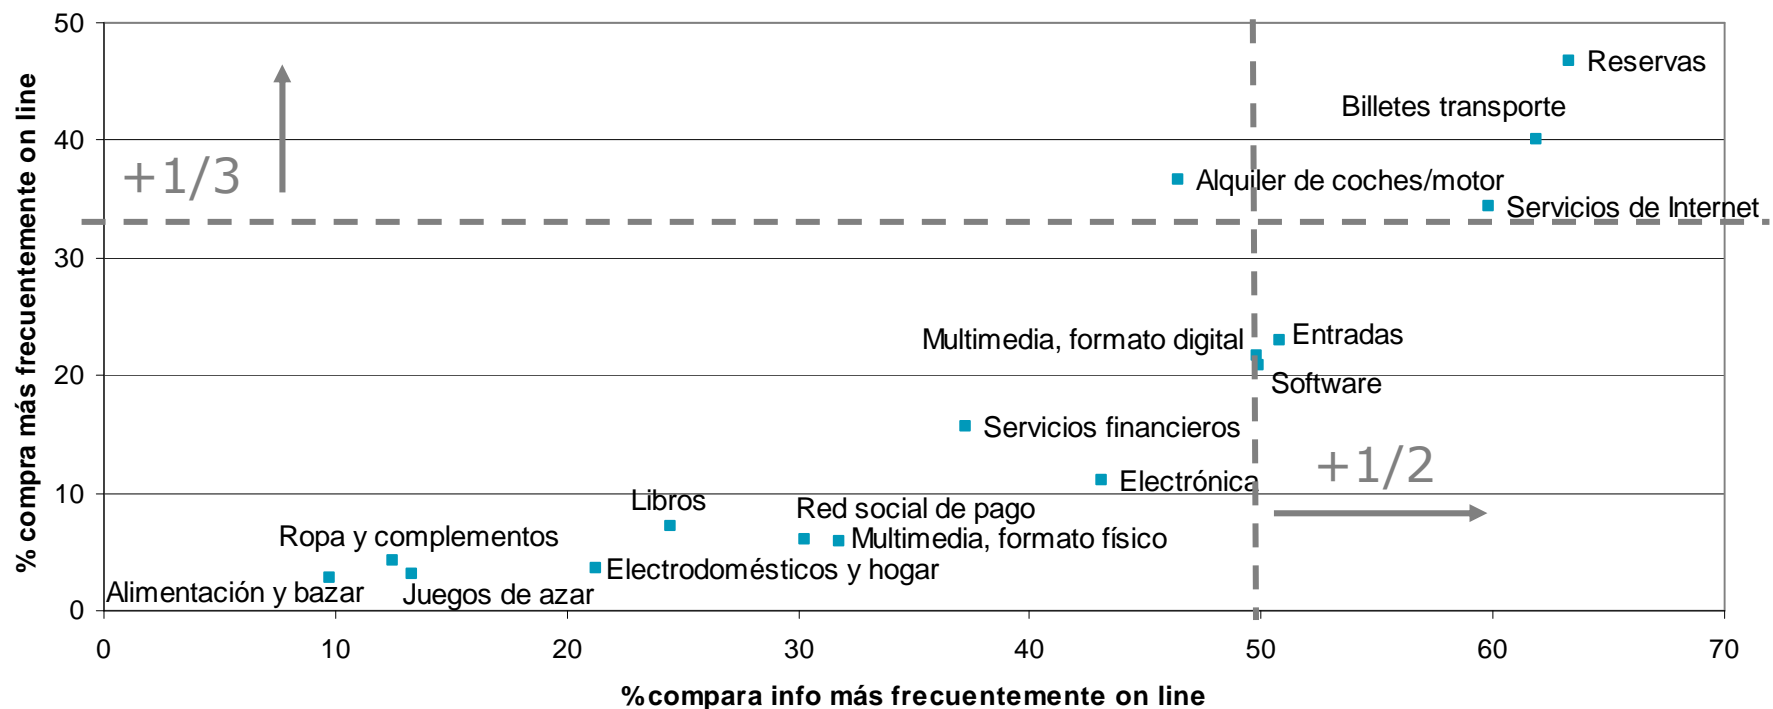 % compra más frecuentemente on line
50
Reservas
Billetes transporte
40
+1/3
Alquiler de coches/motor
Servicios de Internet
30
Multimedia, formato digital
Entradas
20
Software
Servicios financieros
+1/2
Electrónica
10
Libros
Red social de pago
Ropa y complementos
Multimedia, formato físico
Electrodomésticos y hogar
Alimentación y bazar
Juegos de azar
0
0 10 20 30 40 50 60 70
% compara info más frecuentemente on line